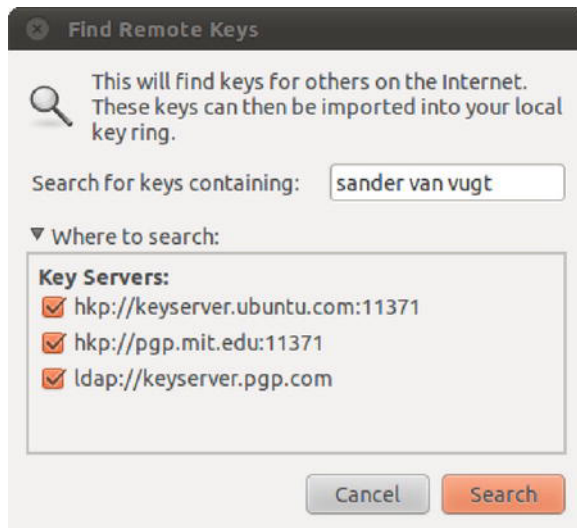 Find Remote Keys
This will find keys for others on the Internet.
These keys can then be imported into your local
key ring.
Search for keys containing: sander van vugt
Where to search:
Key Servers:
hkp://keyserver.ubuntu.com:11371
hkp://pgp.mit.edu:11371
ldap://keyserver.pgp.com
Cancel Search